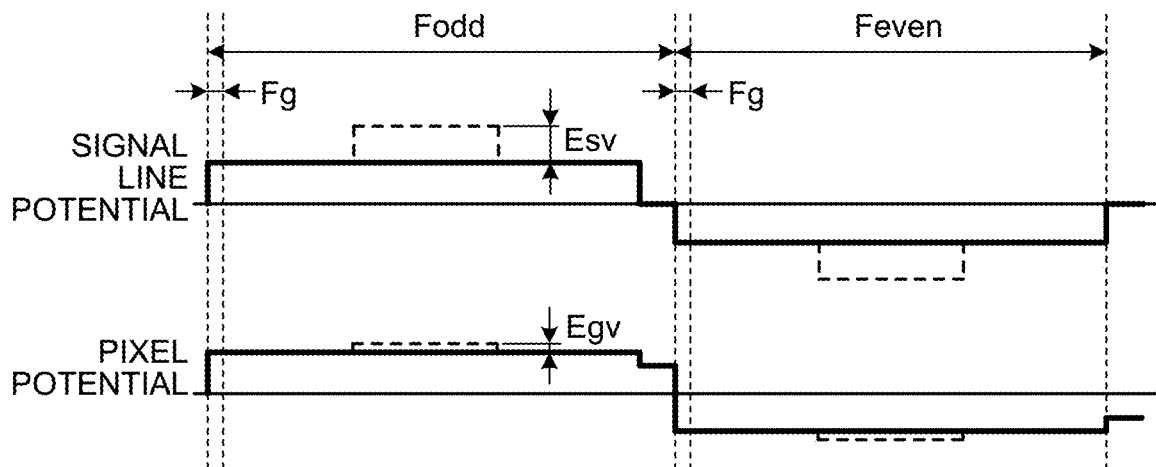 Fodd
Feven
Fg
Fg
SIGNAL
LINE
POTENTIAL
Esv
PIXEL
POTENTIAL
Egv